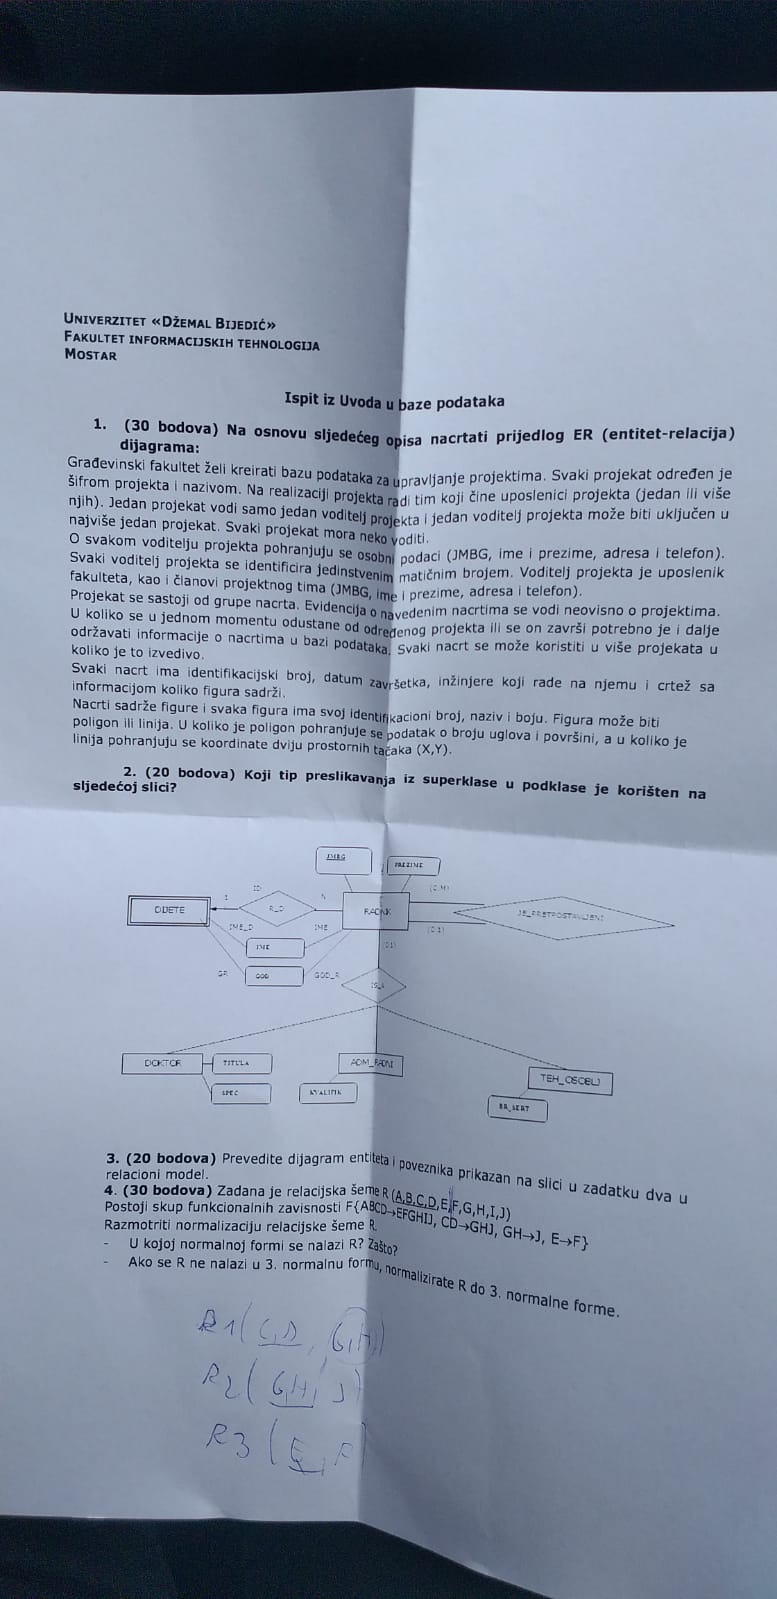 UNIVERZITET «DŽEMAL BIJEDIĆ»
FAKULTET INFORMACIJSKIH TEHNOLOGIJA
MOSTAR
Ispit iz Uvoda u baze podataka
1. (30 bodova) Na osnovu sljedećeg opisa nacrtati prijedlog ER (entitet-relacija)
dijagrama:
Građevinski fakultet želi kreirati bazu podataka za upravljanje projektima. Svaki projekat određen je
šifrom projekta i nazivom. Na realizaciji projekta radi tim koji čine uposlenici projekta (jedan ili više
njih). Jedan projekat vodi samo jedan voditelj projekta i jedan voditelj projekta može biti uključen u
najviše jedan projekat. Svaki projekat mora neko voditi.
O svakom voditelju projekta pohranjuju se osobni podaci (JMBG, ime i prezime, adresa i telefon).
Svaki voditelj projekta se identificira jedinstvenim matičnim brojem. Voditelj projekta je uposlenik
fakulteta, kao i članovi projektnog tima (JMBG, ime i prezime, adresa i telefon).
Projekat se sastoji od grupe nacrta. Evidencija o navedenim nacrtima se vodi neovisno o projektima.
U koliko se u jednom momentu odustane od određenog projekta ili se on završi potrebno je i dalje
održavati informacije o nacrtima u bazi podataka. Svaki nacrt se može koristiti u više projekata u
koliko je to izvedivo.
Svaki nacrt ima identifikacijski broj, datum završetka, inžinjere koji rade na njemu i crtež sa
informacijom koliko figura sadrži.
Nacrti sadrže figure i svaka figura ima svoj identifikacioni broj, naziv i boju. Figura može biti
poligon ili linija. U koliko je poligon pohranjuje se podatak o broju uglova i površini, a u koliko je
linija pohranjuju se koordinate dviju prostornih tačaka (X,Y).
2. (20 bodova) Koji tip preslikavanja iz superklase u podklase je korišten na
sljedećoj slici?
JMBG
PREZIME
ID
(0,M)
1
N
DIJETE
R_D
RADNIK
JE_PRETPOSTAVLJENI
IME_D
IME
(0,1)
IME
(0,1)
GR
GOD
GOD_R
IS_A
DOKTOR
TITULA
ADM_RADNI
TEH_OSOBLJ
SPEC
KVALIFIK
BR_SERT
3. (20 bodova) Prevedite dijagram entiteta i poveznika prikazan na slici u zadatku dva u
relacioni model.
4. (30 bodova) Zadana je relacijska šeme R (A,B,C,D,E,F,G,H,I,J)
Postoji skup funkcionalnih zavisnosti F{ABCD→EFGHIJ, CD→GHJ, GH→J, E→F}
Razmotriti normalizaciju relacijske šeme R.
- U kojoj normalnoj formi se nalazi R? Zašto?
- Ako se R ne nalazi u 3. normalnu formu, normalizirate R do 3. normalne forme.
R1(C,D, G,H)
R2(G,H, J)
R3(E, F)